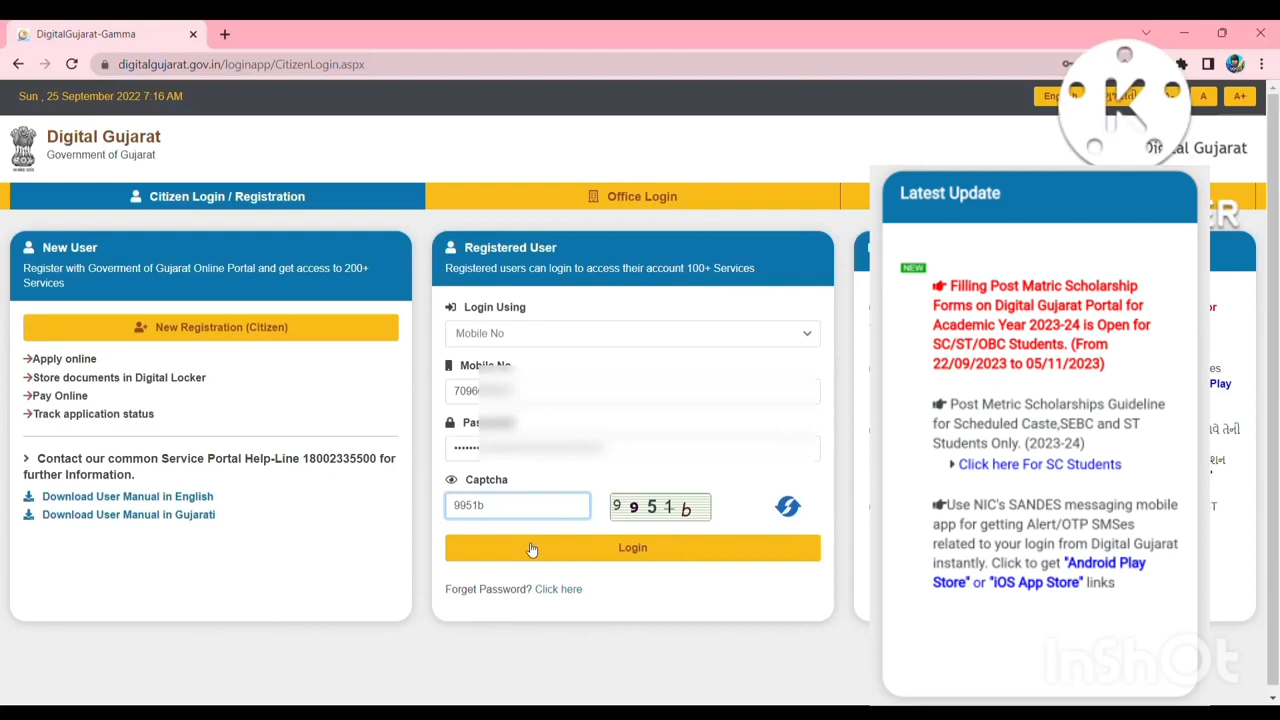 DigitalGujarat-Gamma
digitalgujarat.gov.in/loginapp/CitizenLogin.aspx
Sun , 25 September 2022 7:16 AM
A
A+
Digital Gujarat
Government of Gujarat
Gujarat
Citizen Login / Registration
Office Login
New User
Register with Goverment of Gujarat Online Portal and get access to 200+
Services
New Registration (Citizen)
Apply online
Store documents in Digital Locker
Pay Online
Track application status
Contact our common Service Portal Help-Line 18002335500 for
further Information.
Download User Manual in English
Download User Manual in Gujarati
Registered User
Registered users can login to access their account 100+ Services
Login Using
Mobile No
Mobile No
7096
Captcha
9951b
9951b
Login
Forget Password? Click here
Latest Update
NEW
Filling Post Matric Scholarship
Forms on Digital Gujarat Portal for
Academic Year 2023-24 is Open for
SC/ST/OBC Students. (From
22/09/2023 to 05/11/2023)
Post Metric Scholarships Guideline
for Scheduled Caste,SEBC and ST
Students Only. (2023-24)
Click here For SC Students
Use NIC's SANDES messaging mobile
app for getting Alert/OTP SMSes
related to your login from Digital Gujarat
instantly. Click to get "Android Play
Store" or "iOS App Store" links
Play
K
InShOt